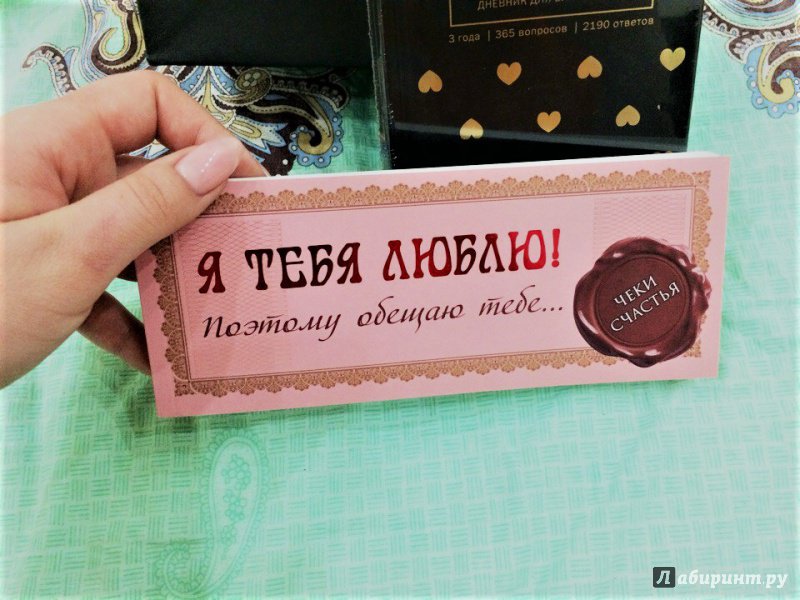 3 года | 365 вопросов | 2190 ответов
Я ТЕБЯ ЛЮБЛЮ!
Поэтому обещаю тебе...
ЧЕКИ
СЧАСТЬЯ
Лабиринт.ру